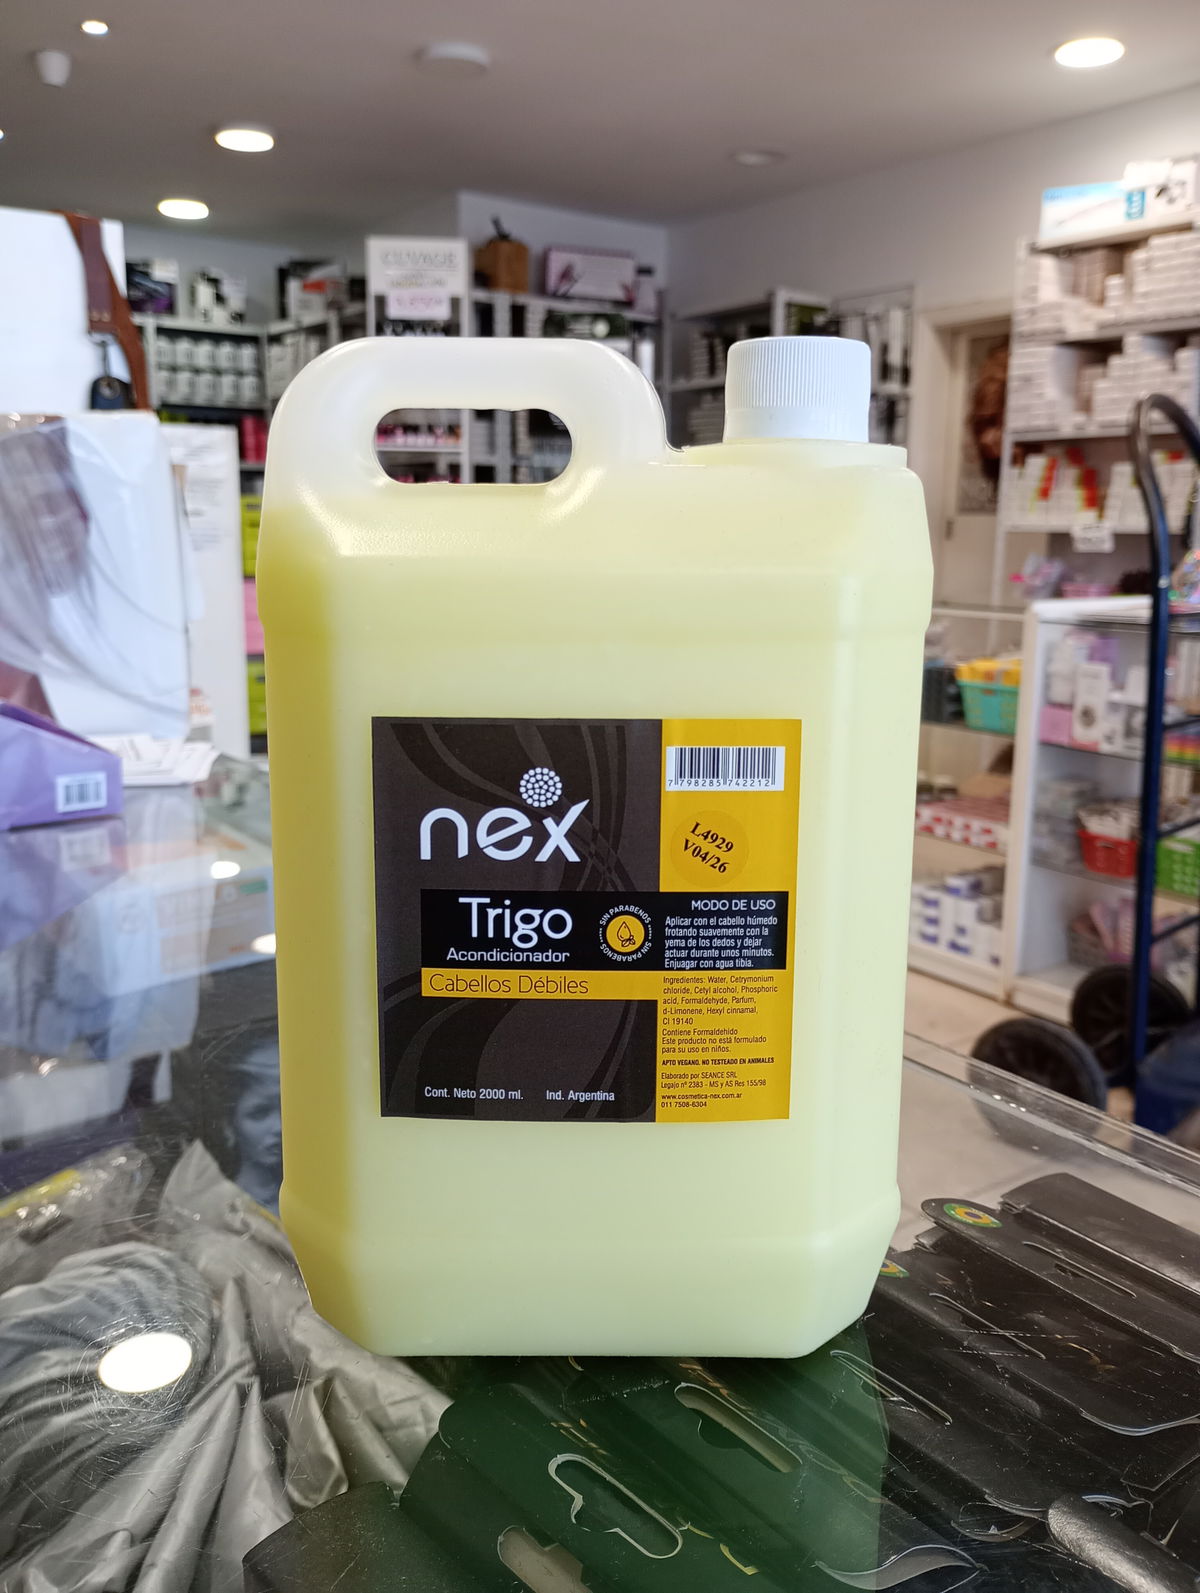 nex
Trigo
Acondicionador
Cabellos Débiles
SIN PARABENOS SIN PARABENOS
Cont. Neto 2000 ml. Ind. Argentina
7 798285 742212
L4929
V04/26
MODO DE USO
Aplicar con el cabello húmedo
frotando suavemente con la
yema de los dedos y dejar
actuar durante unos minutos.
Enjuagar con agua tibia.
Ingredientes: Water, Cetrymonium
chloride, Cetyl alcohol, Phosphoric
acid, Formaldehyde, Parfum,
d-Limonene, Hexyl cinnamal,
CI 19140
Contiene Formaldehido
Este producto no está formulado
para su uso en niños.
APTO VEGANO, NO TESTEADO EN ANIMALES
Elaborado por SEANCE SRL
Legajo nº 2383 - MS y AS Res 155/98
www.cosmetica-nex.com.ar
011 7508-6304